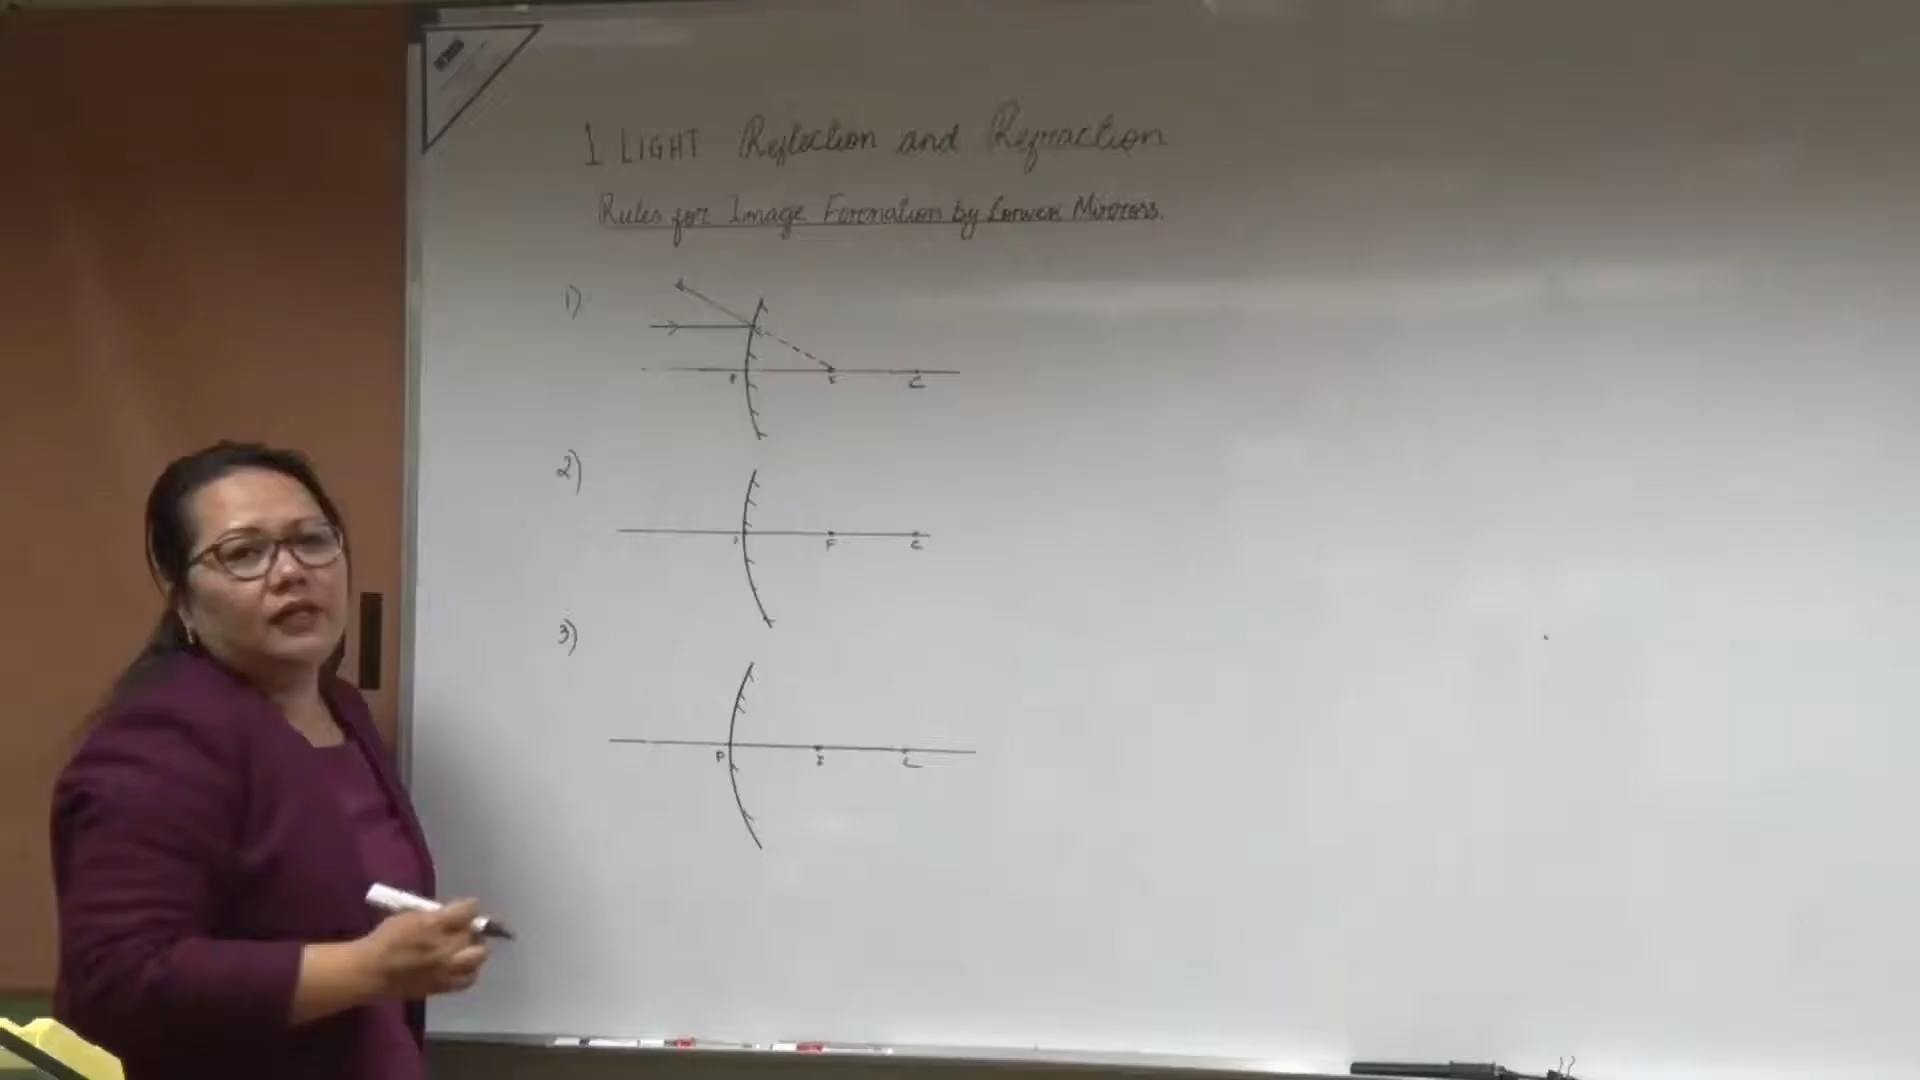 1 LIGHT Reflection and Refraction
Rules for Image Formation by Convex Mirrors.
1)
P F C
2)
P F C
3)
P F C